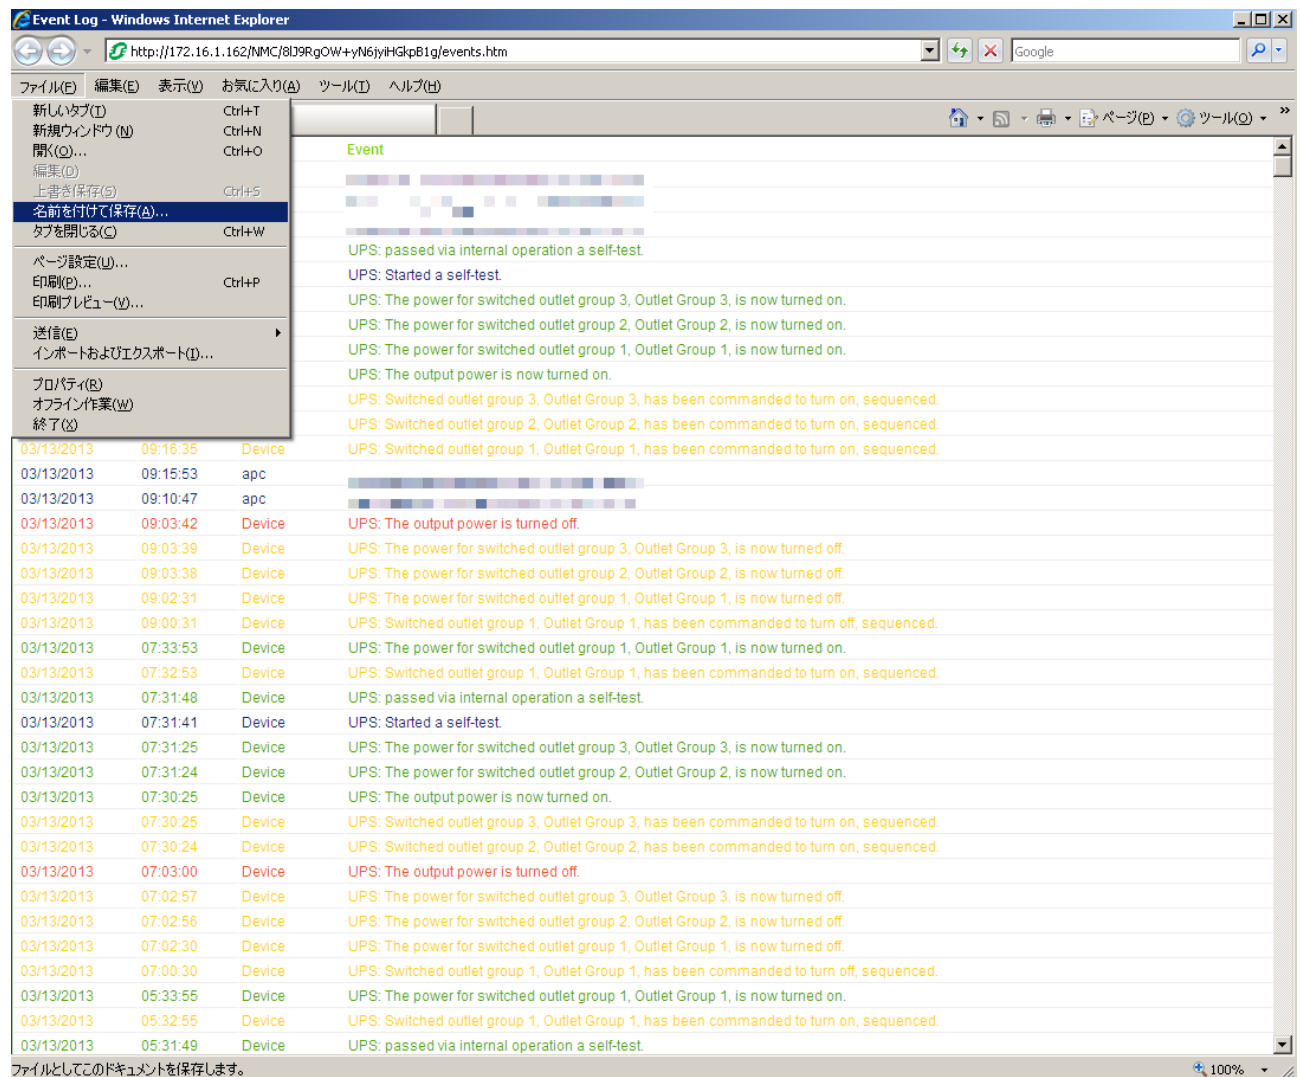 Event Log - Windows Internet Explorer
http://172.16.1.162/NMC/8lJ9RgOW+yN6jyiHGkpB1g/events.htm
Google
ファイル(F) 編集(E) 表示(V) お気に入り(A) ツール(T) ヘルプ(H)
新しいタブ(T) Ctrl+T
新規ウィンドウ(N) Ctrl+N
開く(O)... Ctrl+O
編集(D)
上書き保存(S) Ctrl+S
名前を付けて保存(A)...
タブを閉じる(C) Ctrl+W
ページ設定(U)...
印刷(P)... Ctrl+P
印刷プレビュー(V)...
送信(E)
インポートおよびエクスポート(I)...
プロパティ(R)
オフライン作業(W)
終了(X)
ページ(P) ツール(O) »
Event
UPS: passed via internal operation a self-test.
UPS: Started a self-test.
UPS: The power for switched outlet group 3, Outlet Group 3, is now turned on.
UPS: The power for switched outlet group 2, Outlet Group 2, is now turned on.
UPS: The power for switched outlet group 1, Outlet Group 1, is now turned on.
UPS: The output power is now turned on.
UPS: Switched outlet group 3, Outlet Group 3, has been commanded to turn on, sequenced.
UPS: Switched outlet group 2, Outlet Group 2, has been commanded to turn on, sequenced.
03/13/2013 09:16:35 Device UPS: Switched outlet group 1, Outlet Group 1, has been commanded to turn on, sequenced.
03/13/2013 09:15:53 apc
03/13/2013 09:10:47 apc
03/13/2013 09:03:42 Device UPS: The output power is turned off.
03/13/2013 09:03:39 Device UPS: The power for switched outlet group 3, Outlet Group 3, is now turned off.
03/13/2013 09:03:38 Device UPS: The power for switched outlet group 2, Outlet Group 2, is now turned off.
03/13/2013 09:02:31 Device UPS: The power for switched outlet group 1, Outlet Group 1, is now turned off.
03/13/2013 09:00:31 Device UPS: Switched outlet group 1, Outlet Group 1, has been commanded to turn off, sequenced.
03/13/2013 07:33:53 Device UPS: The power for switched outlet group 1, Outlet Group 1, is now turned on.
03/13/2013 07:32:53 Device UPS: Switched outlet group 1, Outlet Group 1, has been commanded to turn on, sequenced.
03/13/2013 07:31:48 Device UPS: passed via internal operation a self-test.
03/13/2013 07:31:41 Device UPS: Started a self-test.
03/13/2013 07:31:25 Device UPS: The power for switched outlet group 3, Outlet Group 3, is now turned on.
03/13/2013 07:31:24 Device UPS: The power for switched outlet group 2, Outlet Group 2, is now turned on.
03/13/2013 07:30:25 Device UPS: The output power is now turned on.
03/13/2013 07:30:25 Device UPS: Switched outlet group 3, Outlet Group 3, has been commanded to turn on, sequenced.
03/13/2013 07:30:24 Device UPS: Switched outlet group 2, Outlet Group 2, has been commanded to turn on, sequenced.
03/13/2013 07:03:00 Device UPS: The output power is turned off.
03/13/2013 07:02:57 Device UPS: The power for switched outlet group 3, Outlet Group 3, is now turned off.
03/13/2013 07:02:56 Device UPS: The power for switched outlet group 2, Outlet Group 2, is now turned off.
03/13/2013 07:02:30 Device UPS: The power for switched outlet group 1, Outlet Group 1, is now turned off.
03/13/2013 07:00:30 Device UPS: Switched outlet group 1, Outlet Group 1, has been commanded to turn off, sequenced.
03/13/2013 05:33:55 Device UPS: The power for switched outlet group 1, Outlet Group 1, is now turned on.
03/13/2013 05:32:55 Device UPS: Switched outlet group 1, Outlet Group 1, has been commanded to turn on, sequenced.
03/13/2013 05:31:49 Device UPS: passed via internal operation a self-test.
ファイルとしてこのドキュメントを保存します。 100%